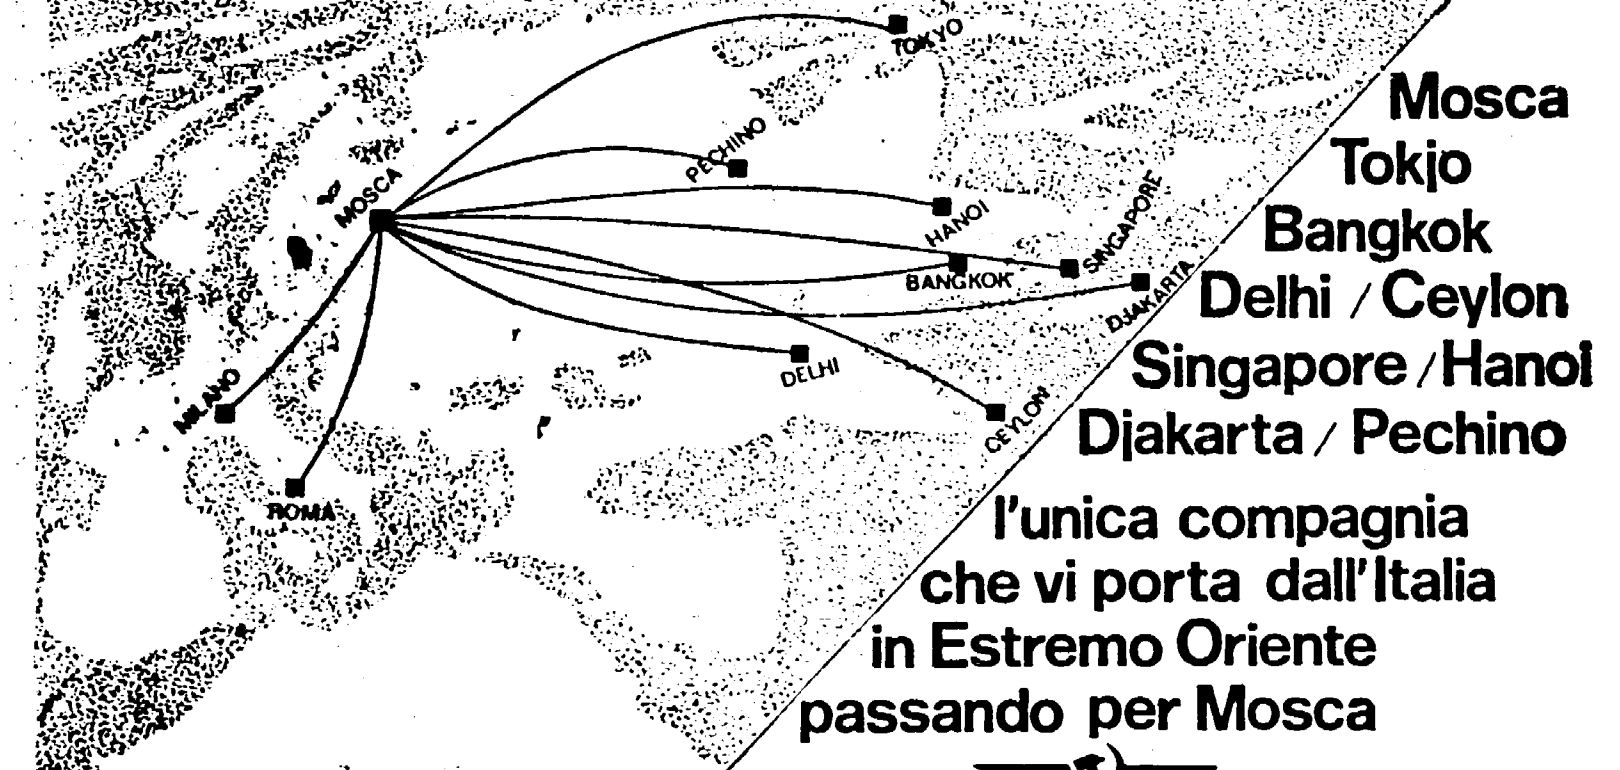 TOKYO
PECHINO
MOSCA
HANOI
SINGAPORE
BANGKOK
DJAKARTA
DELHI
MILANO
CEYLON
ROMA
Mosca
Tokjo
Bangkok
Delhi / Ceylon
Singapore / Hanoi
Djakarta / Pechino
l'unica compagnia
che vi porta dall'Italia
in Estremo Oriente
passando per Mosca